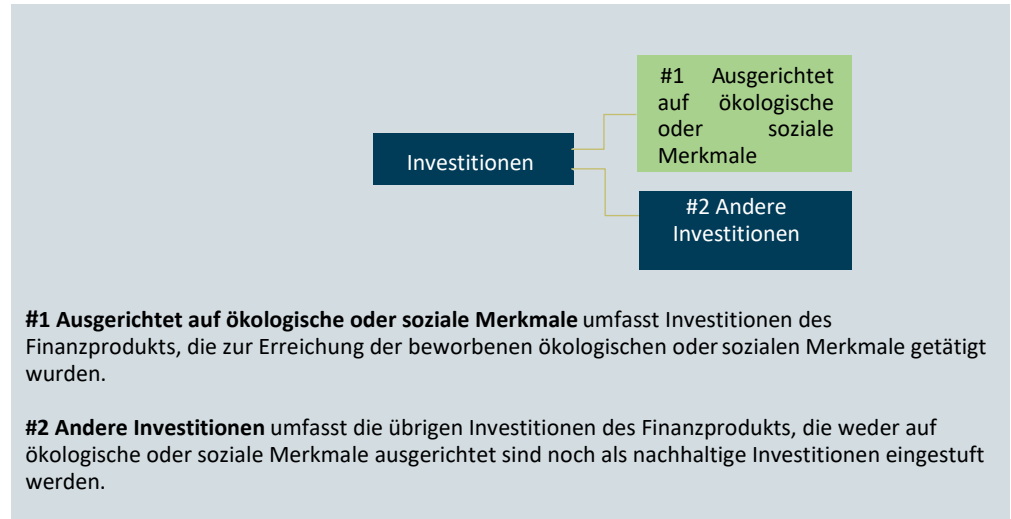 #1 Ausgerichtet
auf ökologische
oder soziale
Merkmale
Investitionen
#2 Andere
Investitionen
#1 Ausgerichtet auf ökologische oder soziale Merkmale umfasst Investitionen des
Finanzprodukts, die zur Erreichung der beworbenen ökologischen oder sozialen Merkmale getätigt
wurden.
#2 Andere Investitionen umfasst die übrigen Investitionen des Finanzprodukts, die weder auf
ökologische oder soziale Merkmale ausgerichtet sind noch als nachhaltige Investitionen eingestuft
werden.